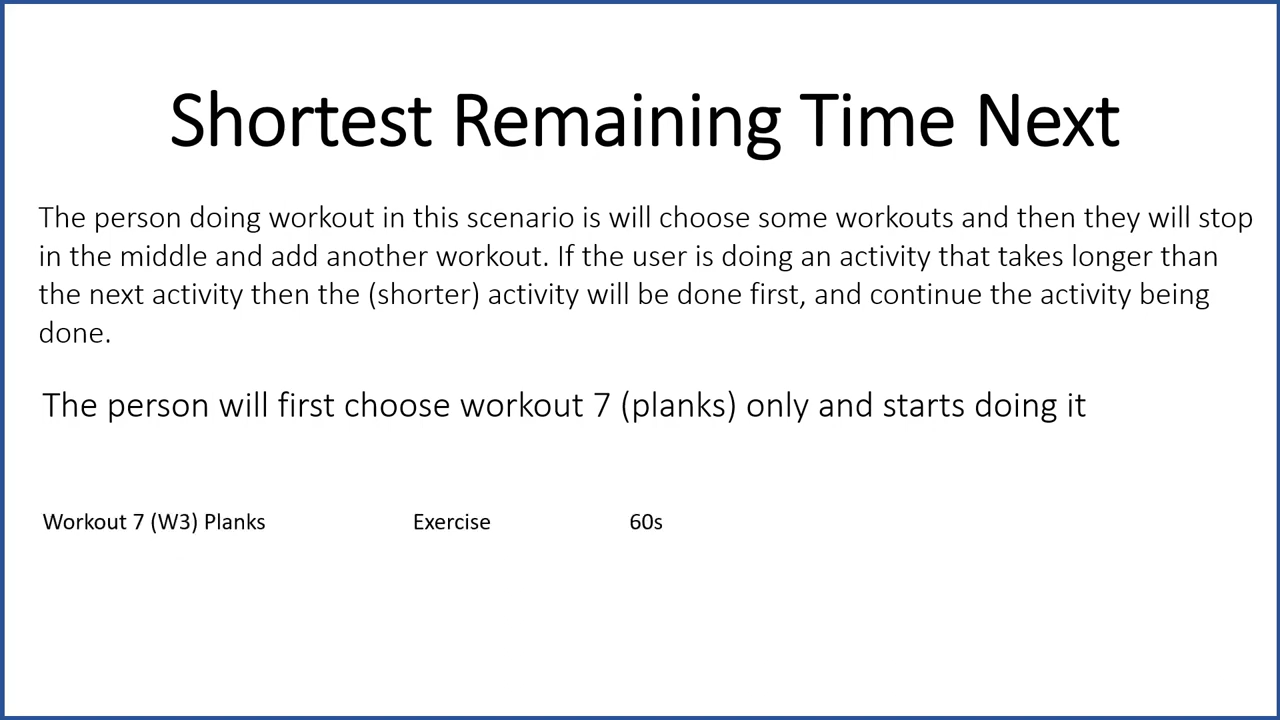 Shortest Remaining Time Next
The person doing workout in this scenario is will choose some workouts and then they will stop
in the middle and add another workout. If the user is doing an activity that takes longer than
the next activity then the (shorter) activity will be done first, and continue the activity being
done.
The person will first choose workout 7 (planks) only and starts doing it
Workout 7 (W3) Planks Exercise 60s